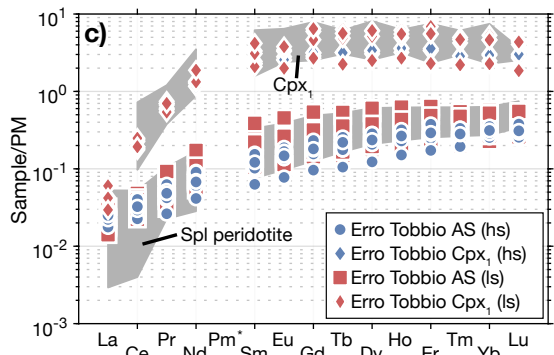 c)
Sample/PM
10¹
10⁰
10⁻¹
10⁻²
10⁻³
Cpx₁
Spl peridotite
Erro Tobbio AS (hs)
Erro Tobbio Cpx₁ (hs)
Erro Tobbio AS (ls)
Erro Tobbio Cpx₁ (ls)
La Pr Pm* Eu Tb Ho Tm Lu
Ce Nd Sm Gd Dy Er Yb